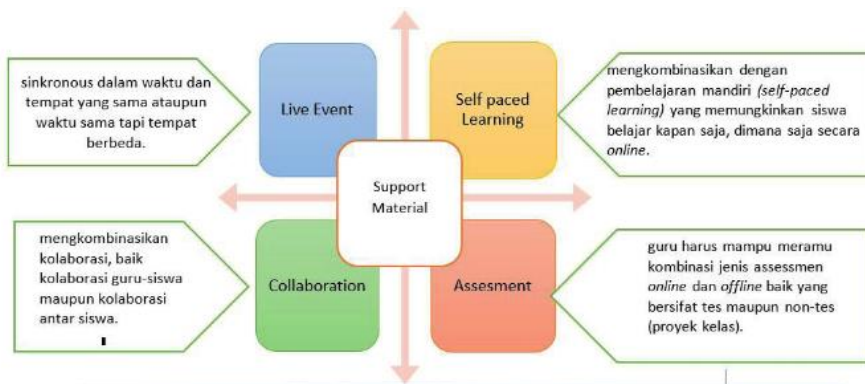 sinkronous dalam waktu dan
tempat yang sama ataupun
waktu sama tapi tempat
berbeda.
Live Event
Self paced
Learning
mengkombinasikan dengan
pembelajaran mandiri (self-paced
learning) yang memungkinkan siswa
belajar kapan saja, dimana saja secara
online.
Support
Material
mengkombinasikan
kolaborasi, baik
kolaborasi guru-siswa
maupun kolaborasi
antar siswa.
Collaboration
Assesment
guru harus mampu meramu
kombinasi jenis assessmen
online dan offline baik yang
bersifat tes maupun non-tes
(proyek kelas).